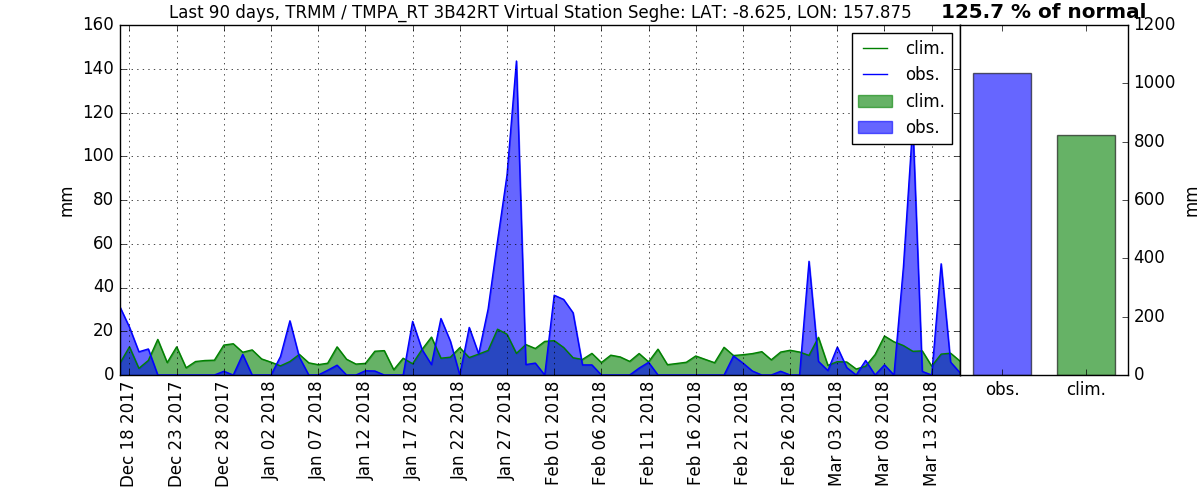 Last 90 days, TRMM / TMPA_RT 3B42RT Virtual Station Seghe: LAT: -8.625, LON: 157.875
125.7 % of normal
160
140
120
100
80
60
40
20
0
mm
clim.
obs.
clim.
obs.
Dec 18 2017
Dec 23 2017
Dec 28 2017
Jan 02 2018
Jan 07 2018
Jan 12 2018
Jan 17 2018
Jan 22 2018
Jan 27 2018
Feb 01 2018
Feb 06 2018
Feb 11 2018
Feb 16 2018
Feb 21 2018
Feb 26 2018
Mar 03 2018
Mar 08 2018
Mar 13 2018
1200
1000
800
600
400
200
0
mm
obs.
clim.